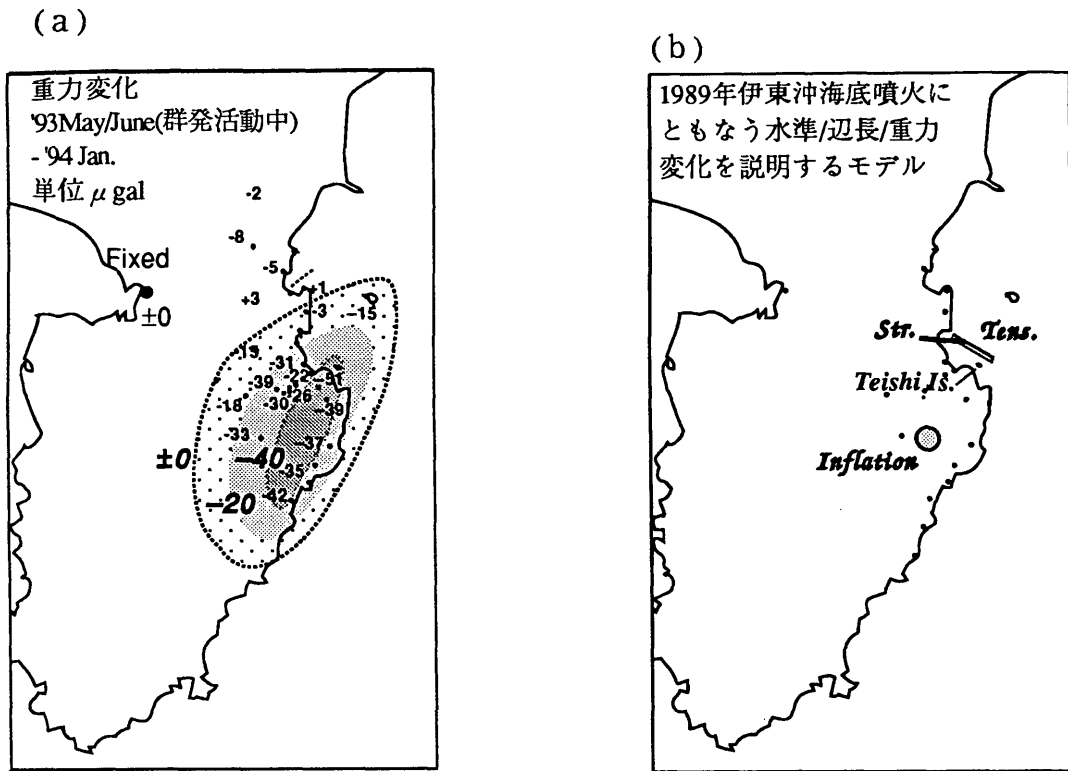 (a)
重力変化
'93May/June(群発活動中)
- '94 Jan.
単位 μ gal
-2
-8
Fixed
-5
±0
+3
+1
-3
-15
-13
-31
-22
-51
-39
-30
-26
-39
-18
-33
-37
±0
-40
-35
-42
-20
(b)
1989年伊東沖海底噴火に
ともなう水準/辺長/重力
変化を説明するモデル
Str.
Tens.
Teishi Is.
Inflation